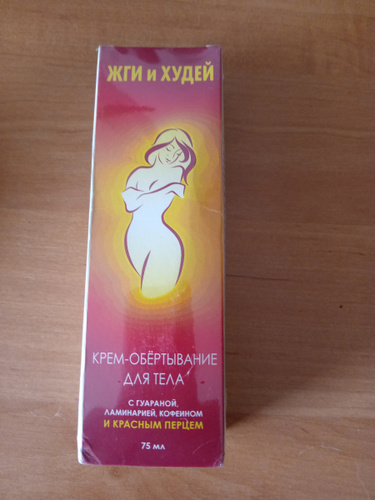 ЖГИ и ХУДЕЙ
КРЕМ-ОБЁРТЫВАНИЕ
ДЛЯ ТЕЛА
С ГУАРАНОЙ,
ЛАМИНАРИЕЙ, КОФЕИНОМ
И КРАСНЫМ ПЕРЦЕМ
75 МЛ